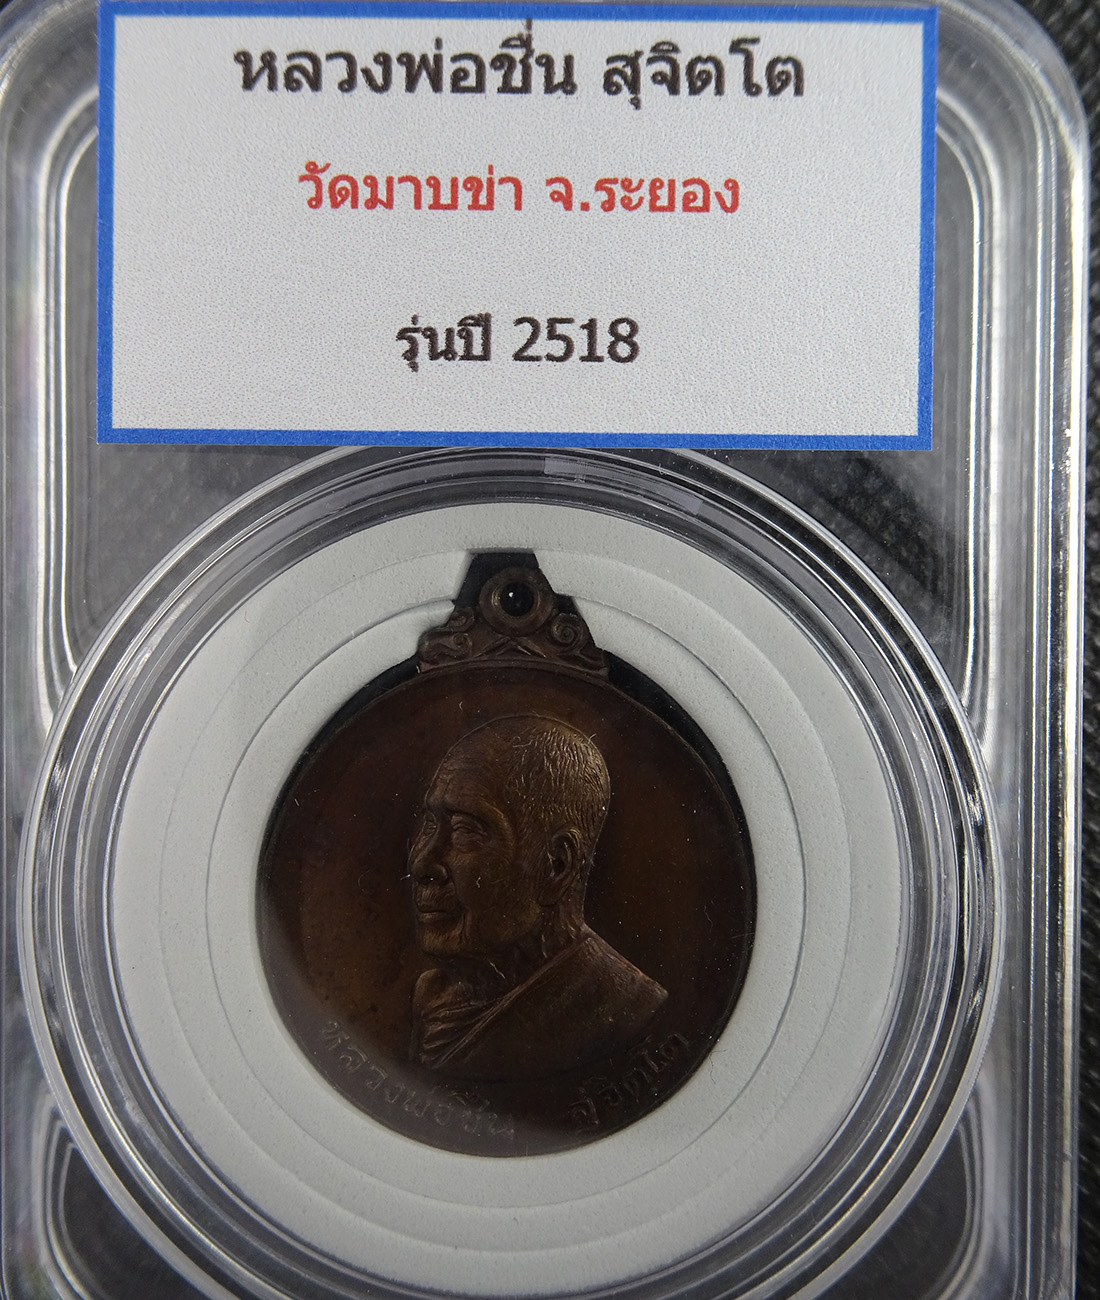 หลวงพ่อชื่น สุจิตโต
วัดมาบข่า จ.ระยอง
รุ่นปี 2518
หลวงพ่อชื่น สุจิตโต